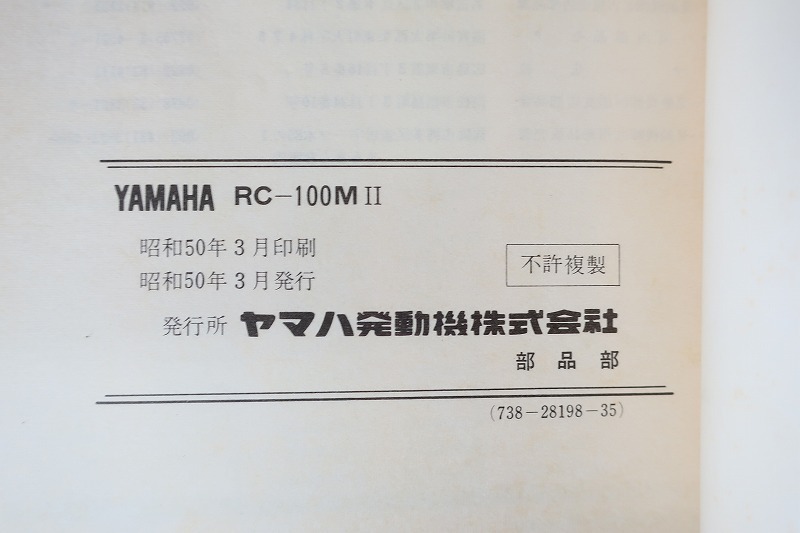 YAMAHA RC-100M II
昭和50年3月印刷
昭和50年3月発行
不許複製
発行所 ヤマハ発動機株式会社
部品部
(738-28198-35)